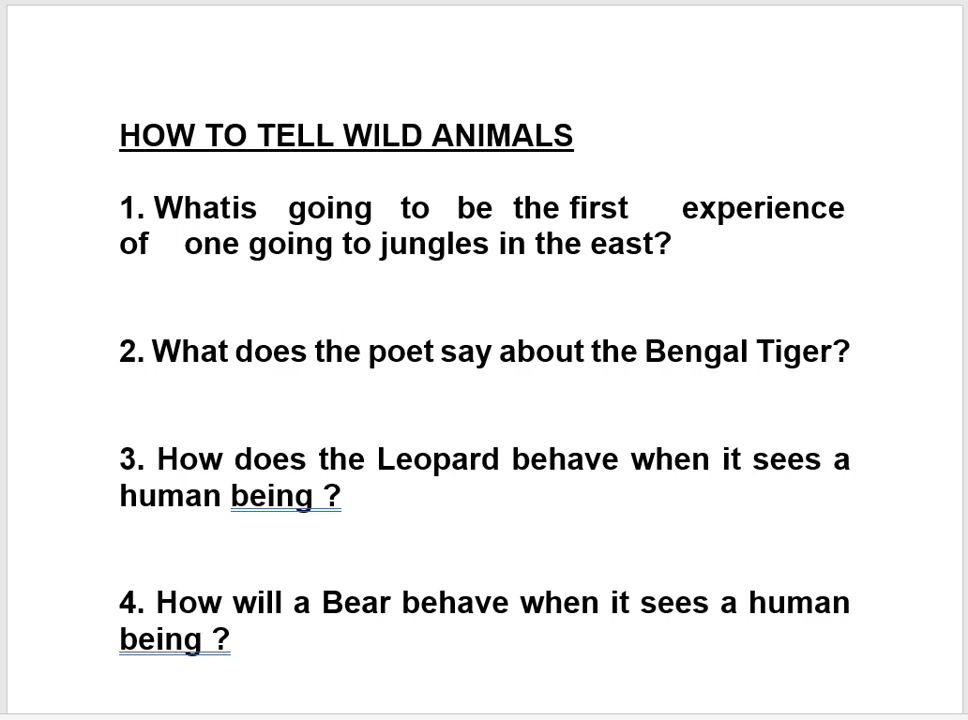 HOW TO TELL WILD ANIMALS
1. Whatis going to be the first experience
of one going to jungles in the east?
2. What does the poet say about the Bengal Tiger?
3. How does the Leopard behave when it sees a
human being ?
4. How will a Bear behave when it sees a human
being ?